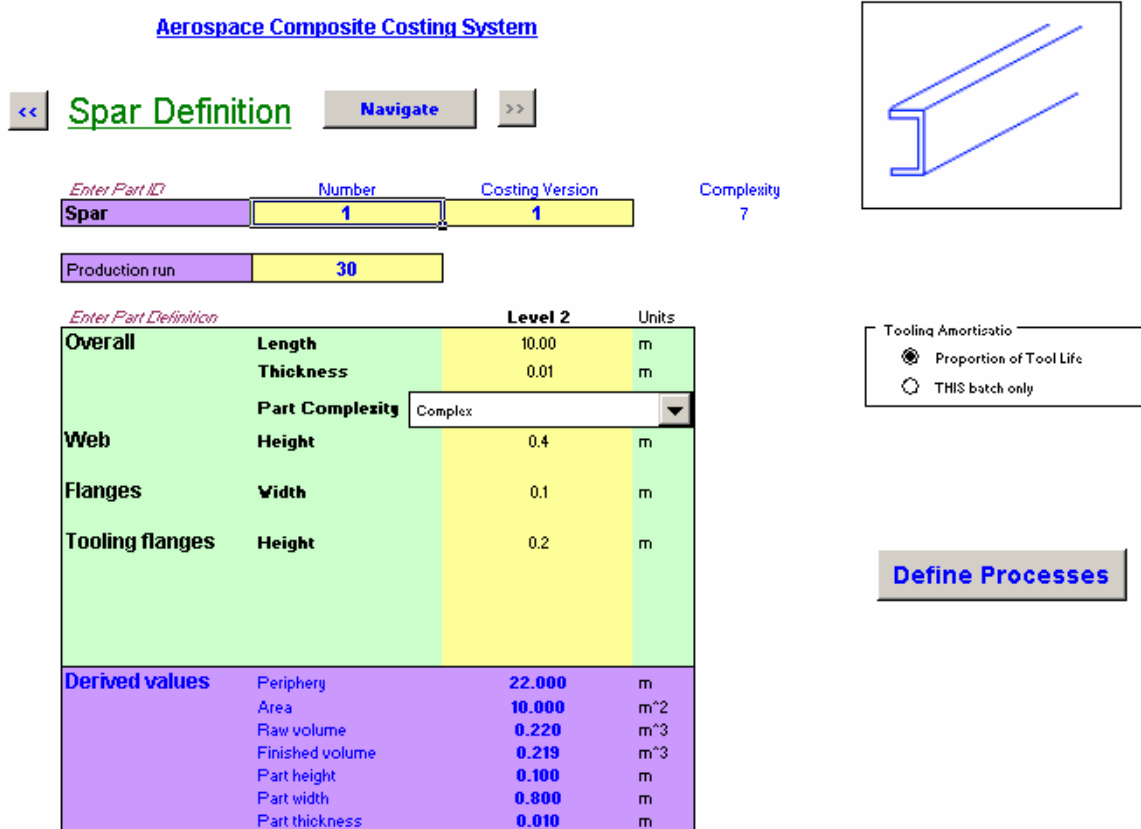 Aerospace Composite Costing System
<< Spar Definition Navigate >>
Enter Part ID Number Costing Version Complexity
Spar 1 1 7
Production run 30
Enter Part Definition Level 2 Units
Overall Length 10.00 m
Thickness 0.01 m
Part Complexity Complex
Web Height 0.4 m
Flanges Width 0.1 m
Tooling flanges Height 0.2 m
Tooling Amortisatio
Proportion of Tool Life
THIS batch only
Define Processes
Derived values Periphery 22.000 m
Area 10.000 m^2
Raw volume 0.220 m^3
Finished volume 0.219 m^3
Part height 0.100 m
Part width 0.800 m
Part thickness 0.010 m